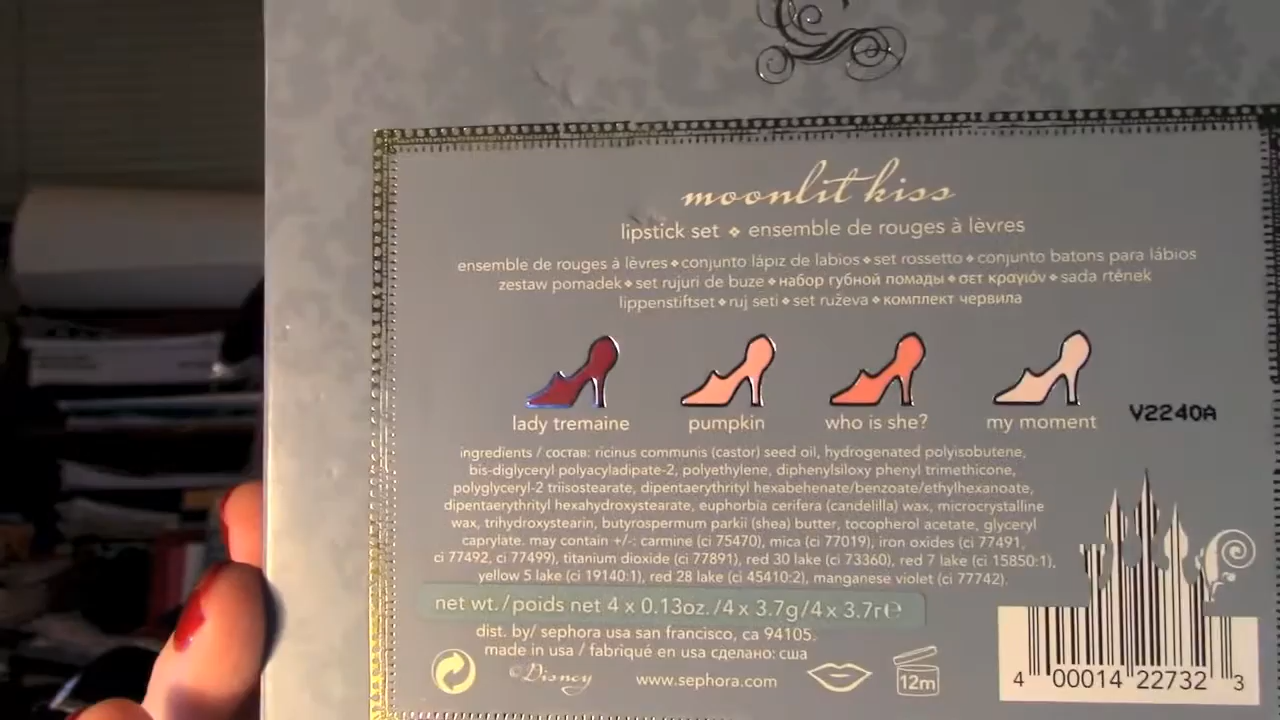 moonlit kiss
lipstick set ❖ ensemble de rouges à lèvres
ensemble de rouges à lèvres❖conjunto lápiz de labios❖set rossetto❖conjunto batons para lábios
zestaw pomadek❖set rujuri de buze❖набор губной помады❖σετ κραγιόν❖sada rtěnek
lippenstiftset❖ruj seti❖set ruževa❖комплект червила
lady tremaine pumpkin who is she? my moment V2240A
ingredients / состав: ricinus communis (castor) seed oil, hydrogenated polyisobutene,
bis-diglyceryl polyacyladipate-2, polyethylene, diphenylsiloxy phenyl trimethicone,
polyglyceryl-2 triisostearate, dipentaerythrityl hexabehenate/benzoate/ethylhexanoate,
dipentaerythrityl hexahydroxystearate, euphorbia cerifera (candelilla) wax, microcrystalline
wax, trihydroxystearin, butyrospermum parkii (shea) butter, tocopherol acetate, glyceryl
caprylate. may contain +/-: carmine (ci 75470), mica (ci 77019), iron oxides (ci 77491,
ci 77492, ci 77499), titanium dioxide (ci 77891), red 30 lake (ci 73360), red 7 lake (ci 15850:1),
yellow 5 lake (ci 19140:1), red 28 lake (ci 45410:2), manganese violet (ci 77742).
net wt./poids net 4 x 0.13oz./4 x 3.7g/4 x 3.7г℮
dist. by/ sephora usa san francisco, ca 94105.
made in usa / fabriqué en usa сделано: сша
©Disney www.sephora.com 12m
4 00014 22732 3